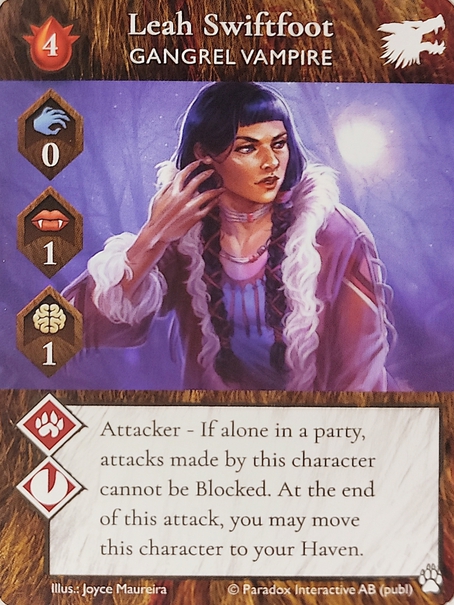 4
Leah Swiftfoot
GANGREL VAMPIRE
0
1
1
Attacker - If alone in a party,
attacks made by this character
cannot be Blocked. At the end
of this attack, you may move
this character to your Haven.
Illus.: Joyce Maureira © Paradox Interactive AB (publ)